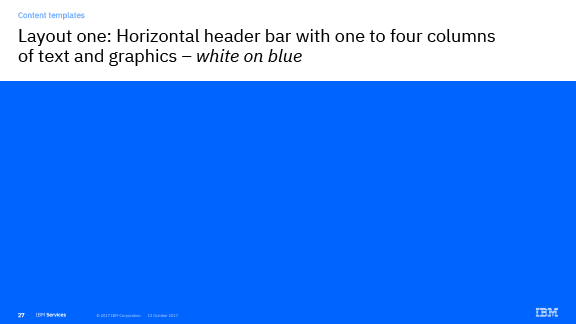 Content templates
Layout one: Horizontal header bar with one to four columns
of text and graphics – white on blue
27 IBM Services © 2017 IBM Corporation 13 October 2017 IBM